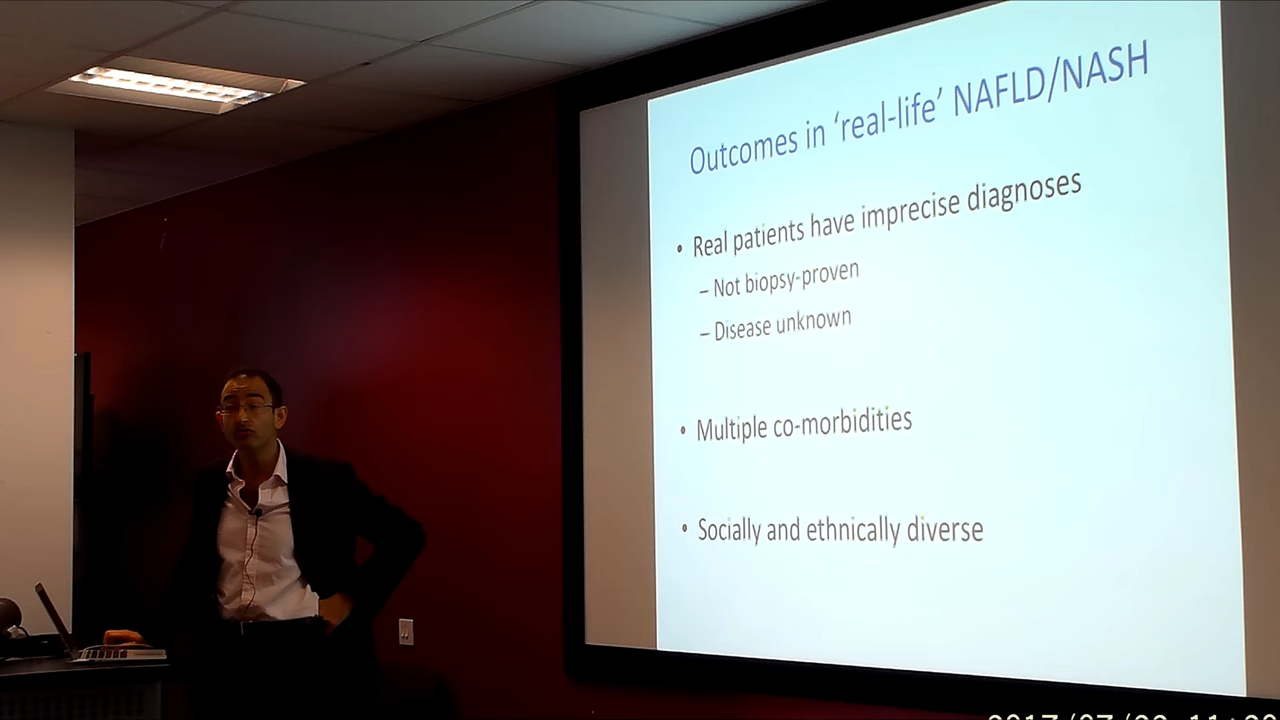 Outcomes in ‘real-life’ NAFLD/NASH
• Real patients have imprecise diagnoses
– Not biopsy-proven
– Disease unknown
• Multiple co-morbidities
• Socially and ethnically diverse